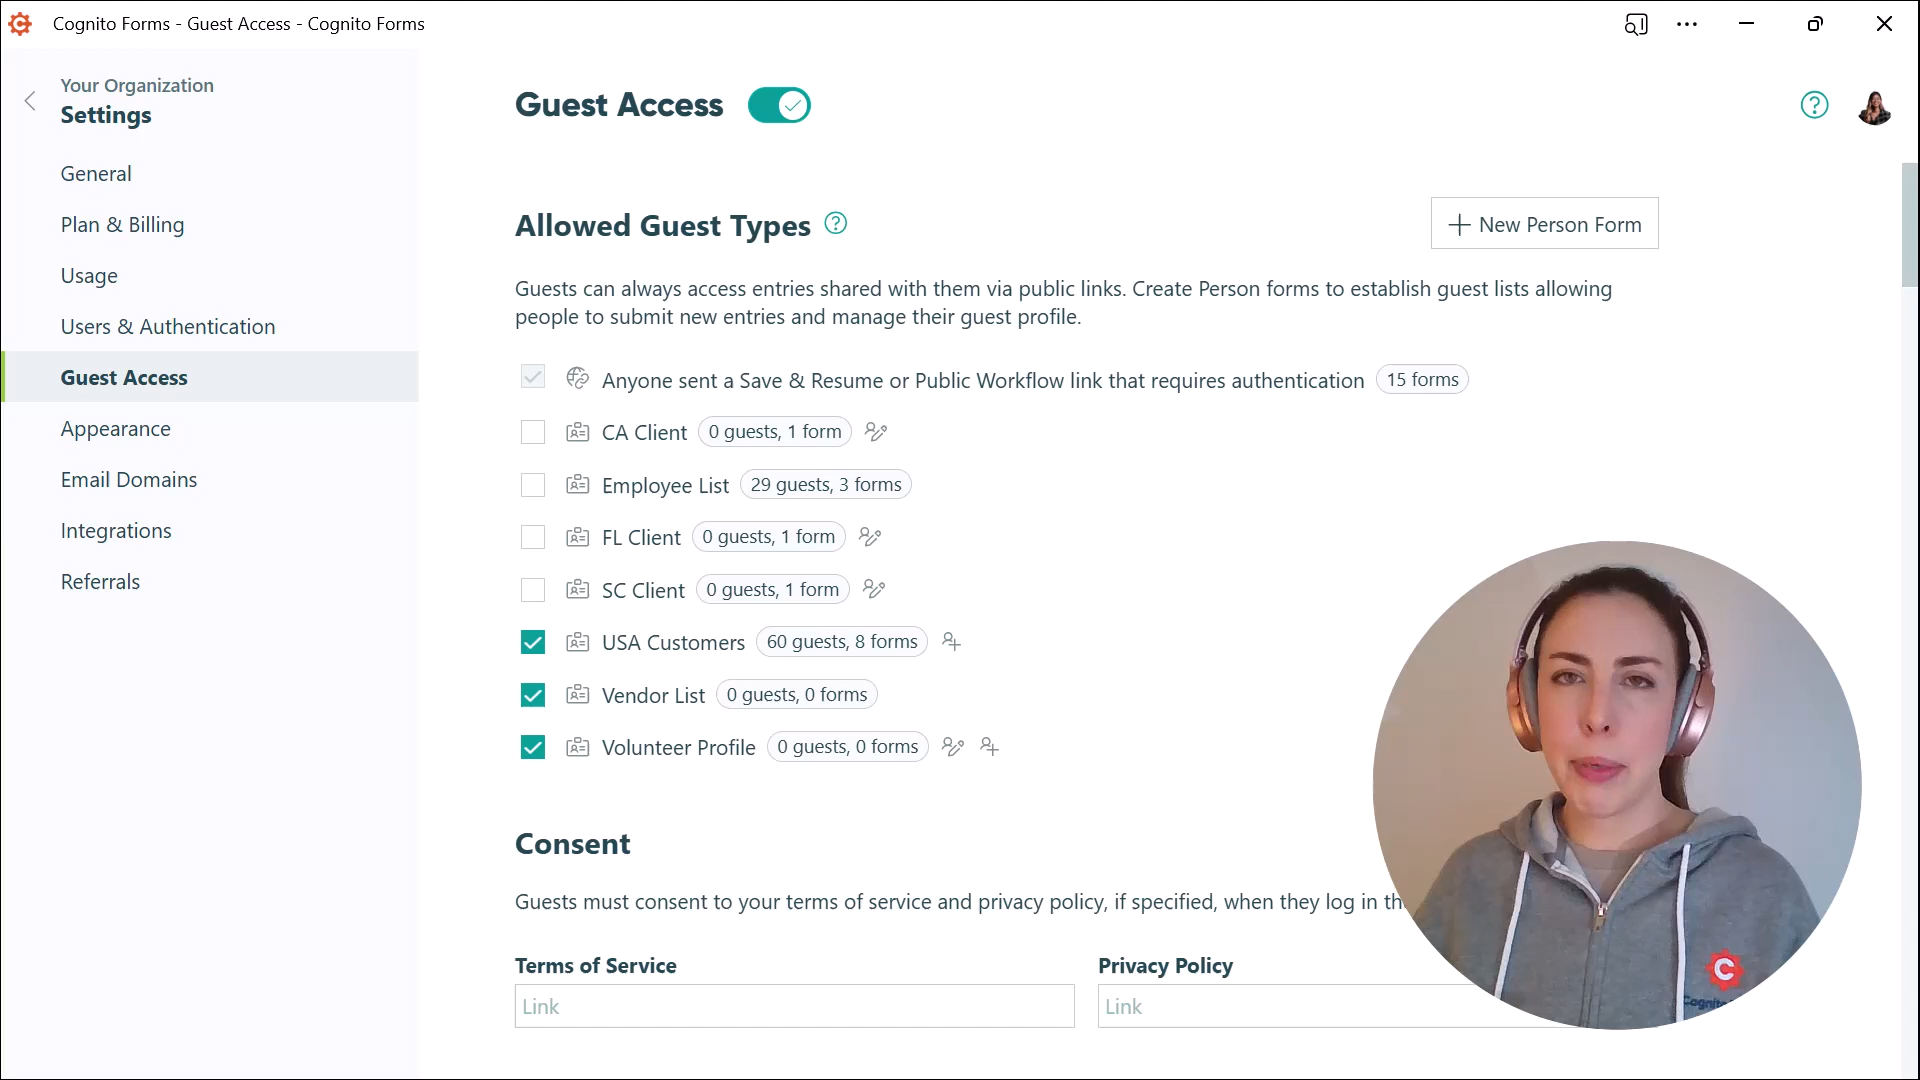 Cognito Forms - Guest Access - Cognito Forms
Your Organization
Settings
General
Plan & Billing
Usage
Users & Authentication
Guest Access
Appearance
Email Domains
Integrations
Referrals
Guest Access
Allowed Guest Types
New Person Form
Guests can always access entries shared with them via public links. Create Person forms to establish guest lists allowing
people to submit new entries and manage their guest profile.
Anyone sent a Save & Resume or Public Workflow link that requires authentication 15 forms
CA Client 0 guests, 1 form
Employee List 29 guests, 3 forms
FL Client 0 guests, 1 form
SC Client 0 guests, 1 form
USA Customers 60 guests, 8 forms
Vendor List 0 guests, 0 forms
Volunteer Profile 0 guests, 0 forms
Consent
Guests must consent to your terms of service and privacy policy, if specified, when they log in
Terms of Service
Link
Privacy Policy
Link